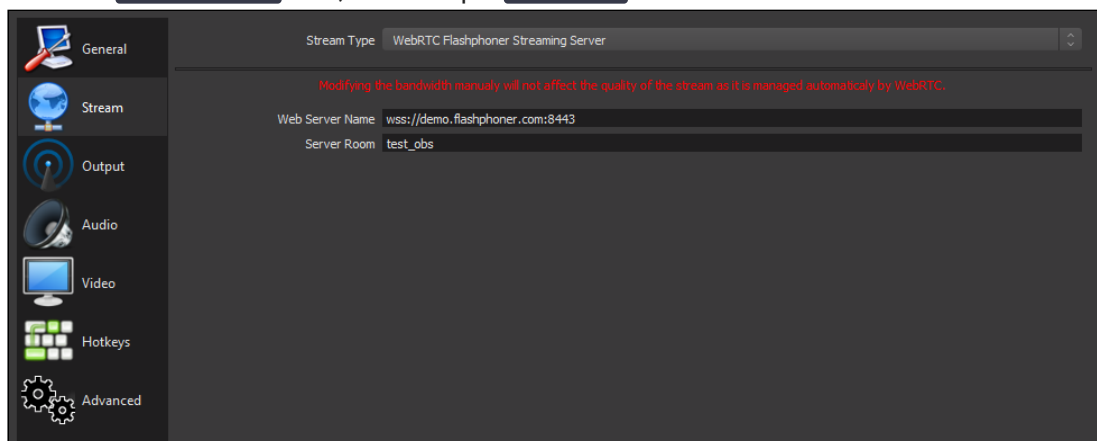 General
Stream Type WebRTC Flashphoner Streaming Server
Modifying the bandwidth manualy will not affect the quality of the stream as it is managed automaticaly by WebRTC.
Stream
Web Server Name wss://demo.flashphoner.com:8443
Server Room test_obs
Output
Audio
Video
Hotkeys
Advanced